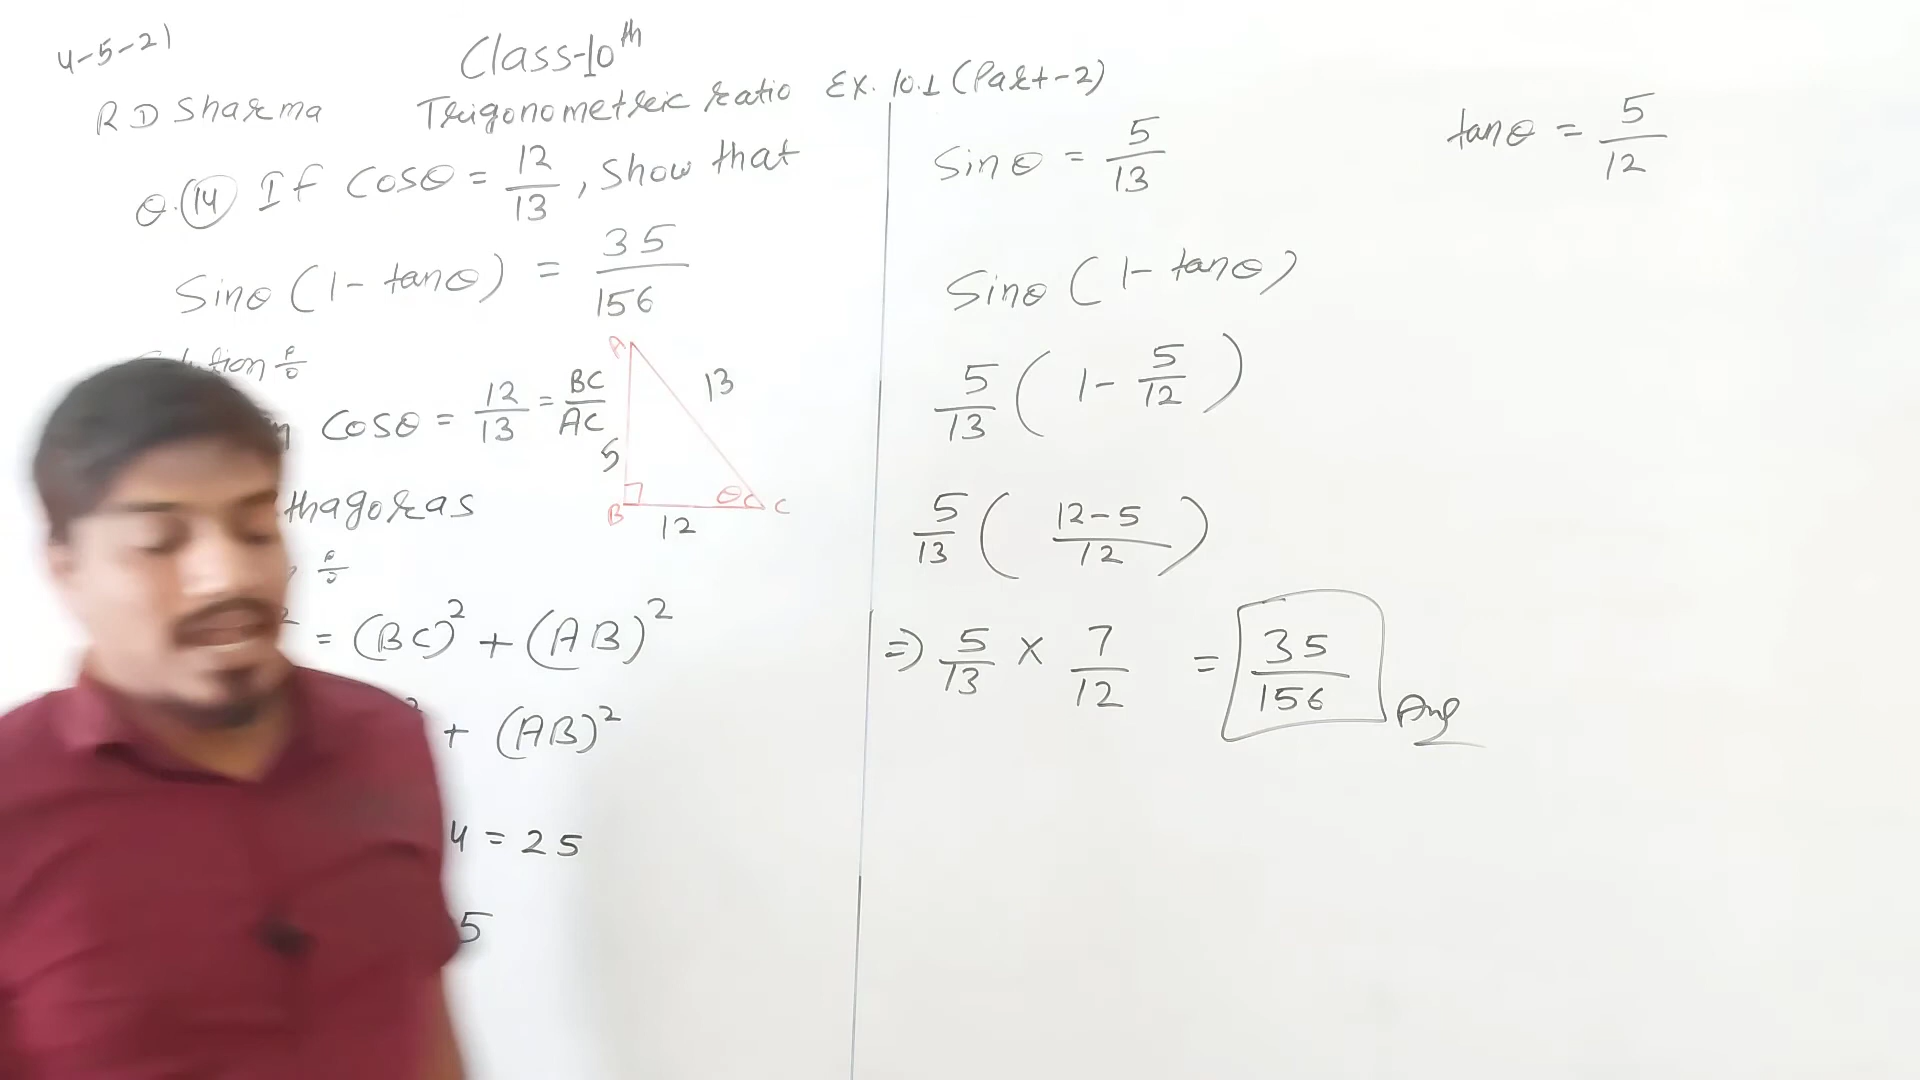 4-5-21
Class-10th
RD Sharma Trigonometric ratio Ex. 10.1 (Part-2)
Q.(14) If Cosθ = 12/13, Show that
Sinθ (1 - tanθ) = 35/156
Cosθ = 12/13 = BC/AC
A
13
5
B
12
θ
C
= (BC)² + (AB)²
+ (AB)²
4 = 25
5
Sinθ = 5/13
tanθ = 5/12
Sinθ (1 - tanθ)
5/13 (1 - 5/12)
5/13 (12-5/12)
⇒ 5/13 × 7/12 = 35/156 Ans